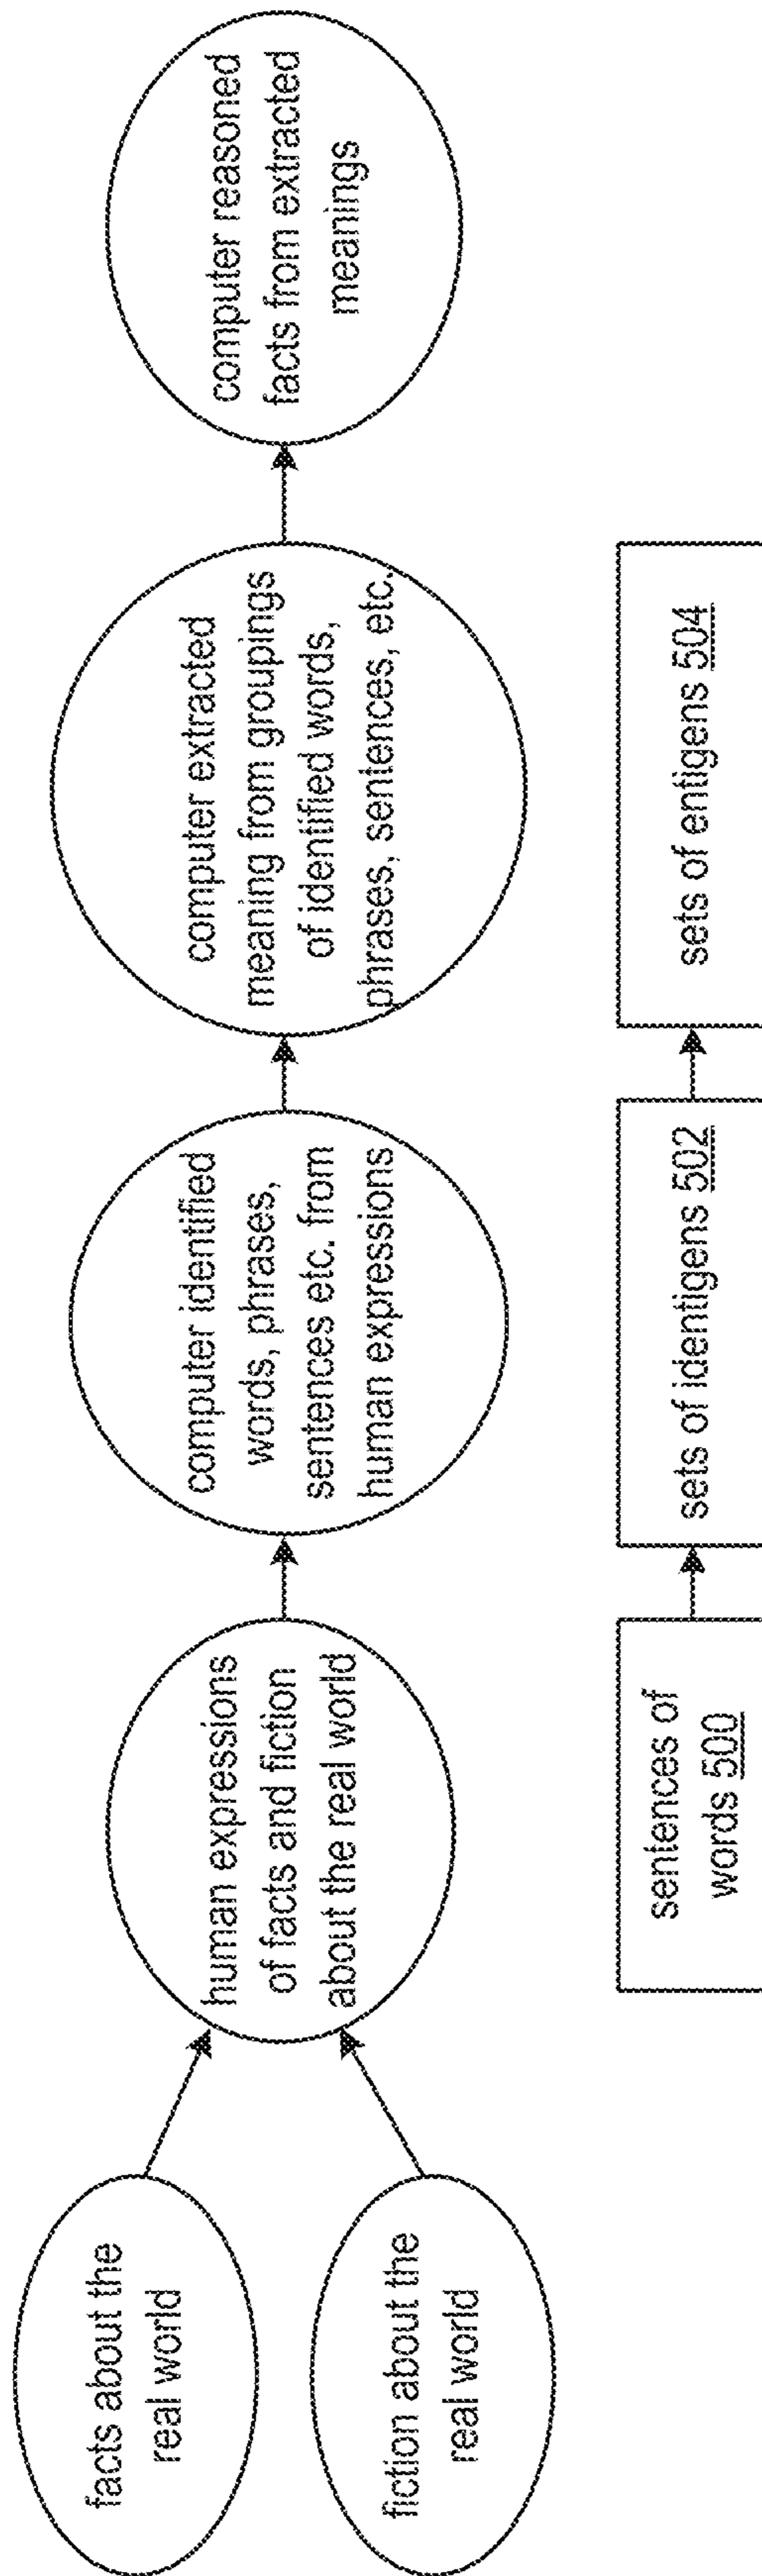 facts about the
real world
fiction about the
real world
human expressions
of facts and fiction
about the real world
computer identified
words, phrases,
sentences etc. from
human expressions
computer extracted
meaning from groupings
of identified words,
phrases, sentences, etc.
computer reasoned
facts from extracted
meanings
sentences of
words 500
sets of identigens 502
sets of entigens 504